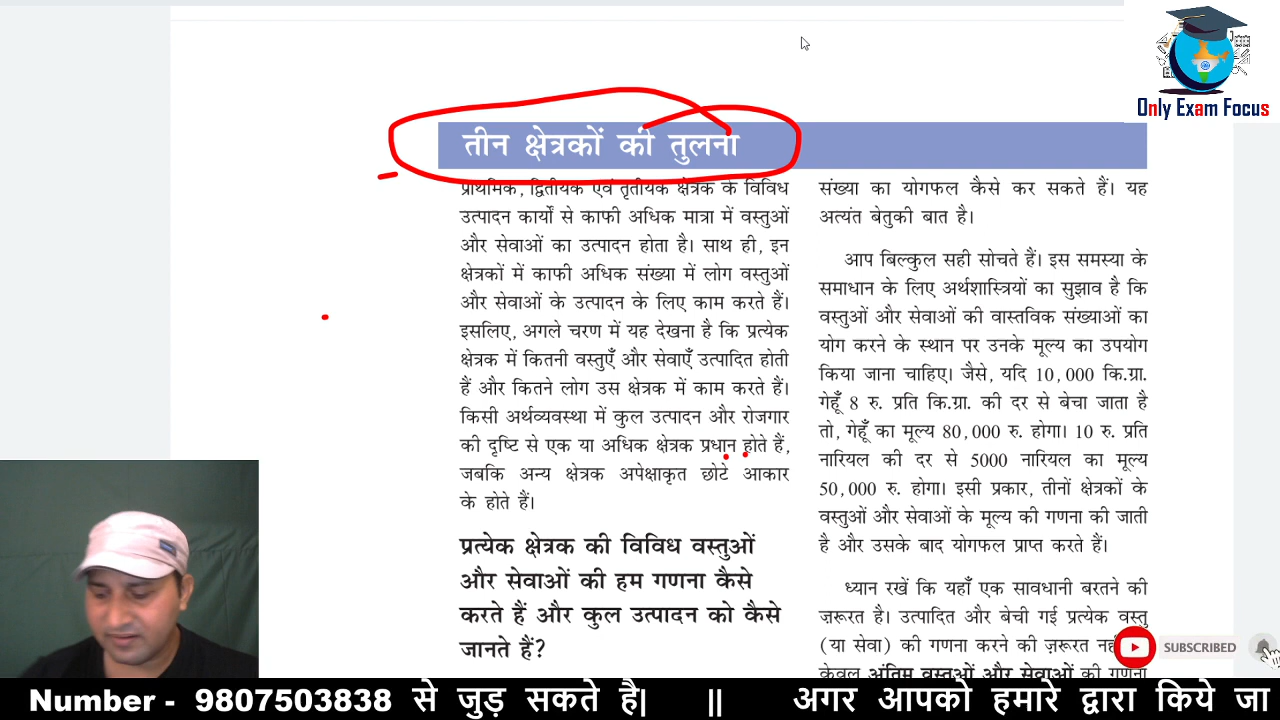 Only Exam Focus
तीन क्षेत्रकों की तुलना
प्राथमिक, द्वितीयक एवं तृतीयक क्षेत्रक के विविध
उत्पादन कार्यों से काफी अधिक मात्रा में वस्तुओं
और सेवाओं का उत्पादन होता है। साथ ही, इन
क्षेत्रकों में काफी अधिक संख्या में लोग वस्तुओं
और सेवाओं के उत्पादन के लिए काम करते हैं।
इसलिए, अगले चरण में यह देखना है कि प्रत्येक
क्षेत्रक में कितनी वस्तुएँ और सेवाएँ उत्पादित होती
हैं और कितने लोग उस क्षेत्रक में काम करते हैं।
किसी अर्थव्यवस्था में कुल उत्पादन और रोजगार
की दृष्टि से एक या अधिक क्षेत्रक प्रधान होते हैं,
जबकि अन्य क्षेत्रक अपेक्षाकृत छोटे आकार
के होते हैं।
प्रत्येक क्षेत्रक की विविध वस्तुओं
और सेवाओं की हम गणना कैसे
करते हैं और कुल उत्पादन को कैसे
जानते हैं?
संख्या का योगफल कैसे कर सकते हैं। यह
अत्यंत बेतुकी बात है।
आप बिल्कुल सही सोचते हैं। इस समस्या के
समाधान के लिए अर्थशास्त्रियों का सुझाव है कि
वस्तुओं और सेवाओं की वास्तविक संख्याओं का
योग करने के स्थान पर उनके मूल्य का उपयोग
किया जाना चाहिए। जैसे, यदि 10,000 कि.ग्रा.
गेहूँ 8 रु. प्रति कि.ग्रा. की दर से बेचा जाता है
तो, गेहूँ का मूल्य 80,000 रु. होगा। 10 रु. प्रति
नारियल की दर से 5000 नारियल का मूल्य
50,000 रु. होगा। इसी प्रकार, तीनों क्षेत्रकों के
वस्तुओं और सेवाओं के मूल्य की गणना की जाती
है और उसके बाद योगफल प्राप्त करते हैं।
ध्यान रखें कि यहाँ एक सावधानी बरतने की
ज़रूरत है। उत्पादित और बेची गई प्रत्येक वस्तु
(या सेवा) की गणना करने की ज़रूरत
केवल अंतिम वस्तुओं और सेवाओं की गणना
SUBSCRIBED
Number - 9807503838 से जुड़ सकते है| || अगर आपको हमारे द्वारा किये जा